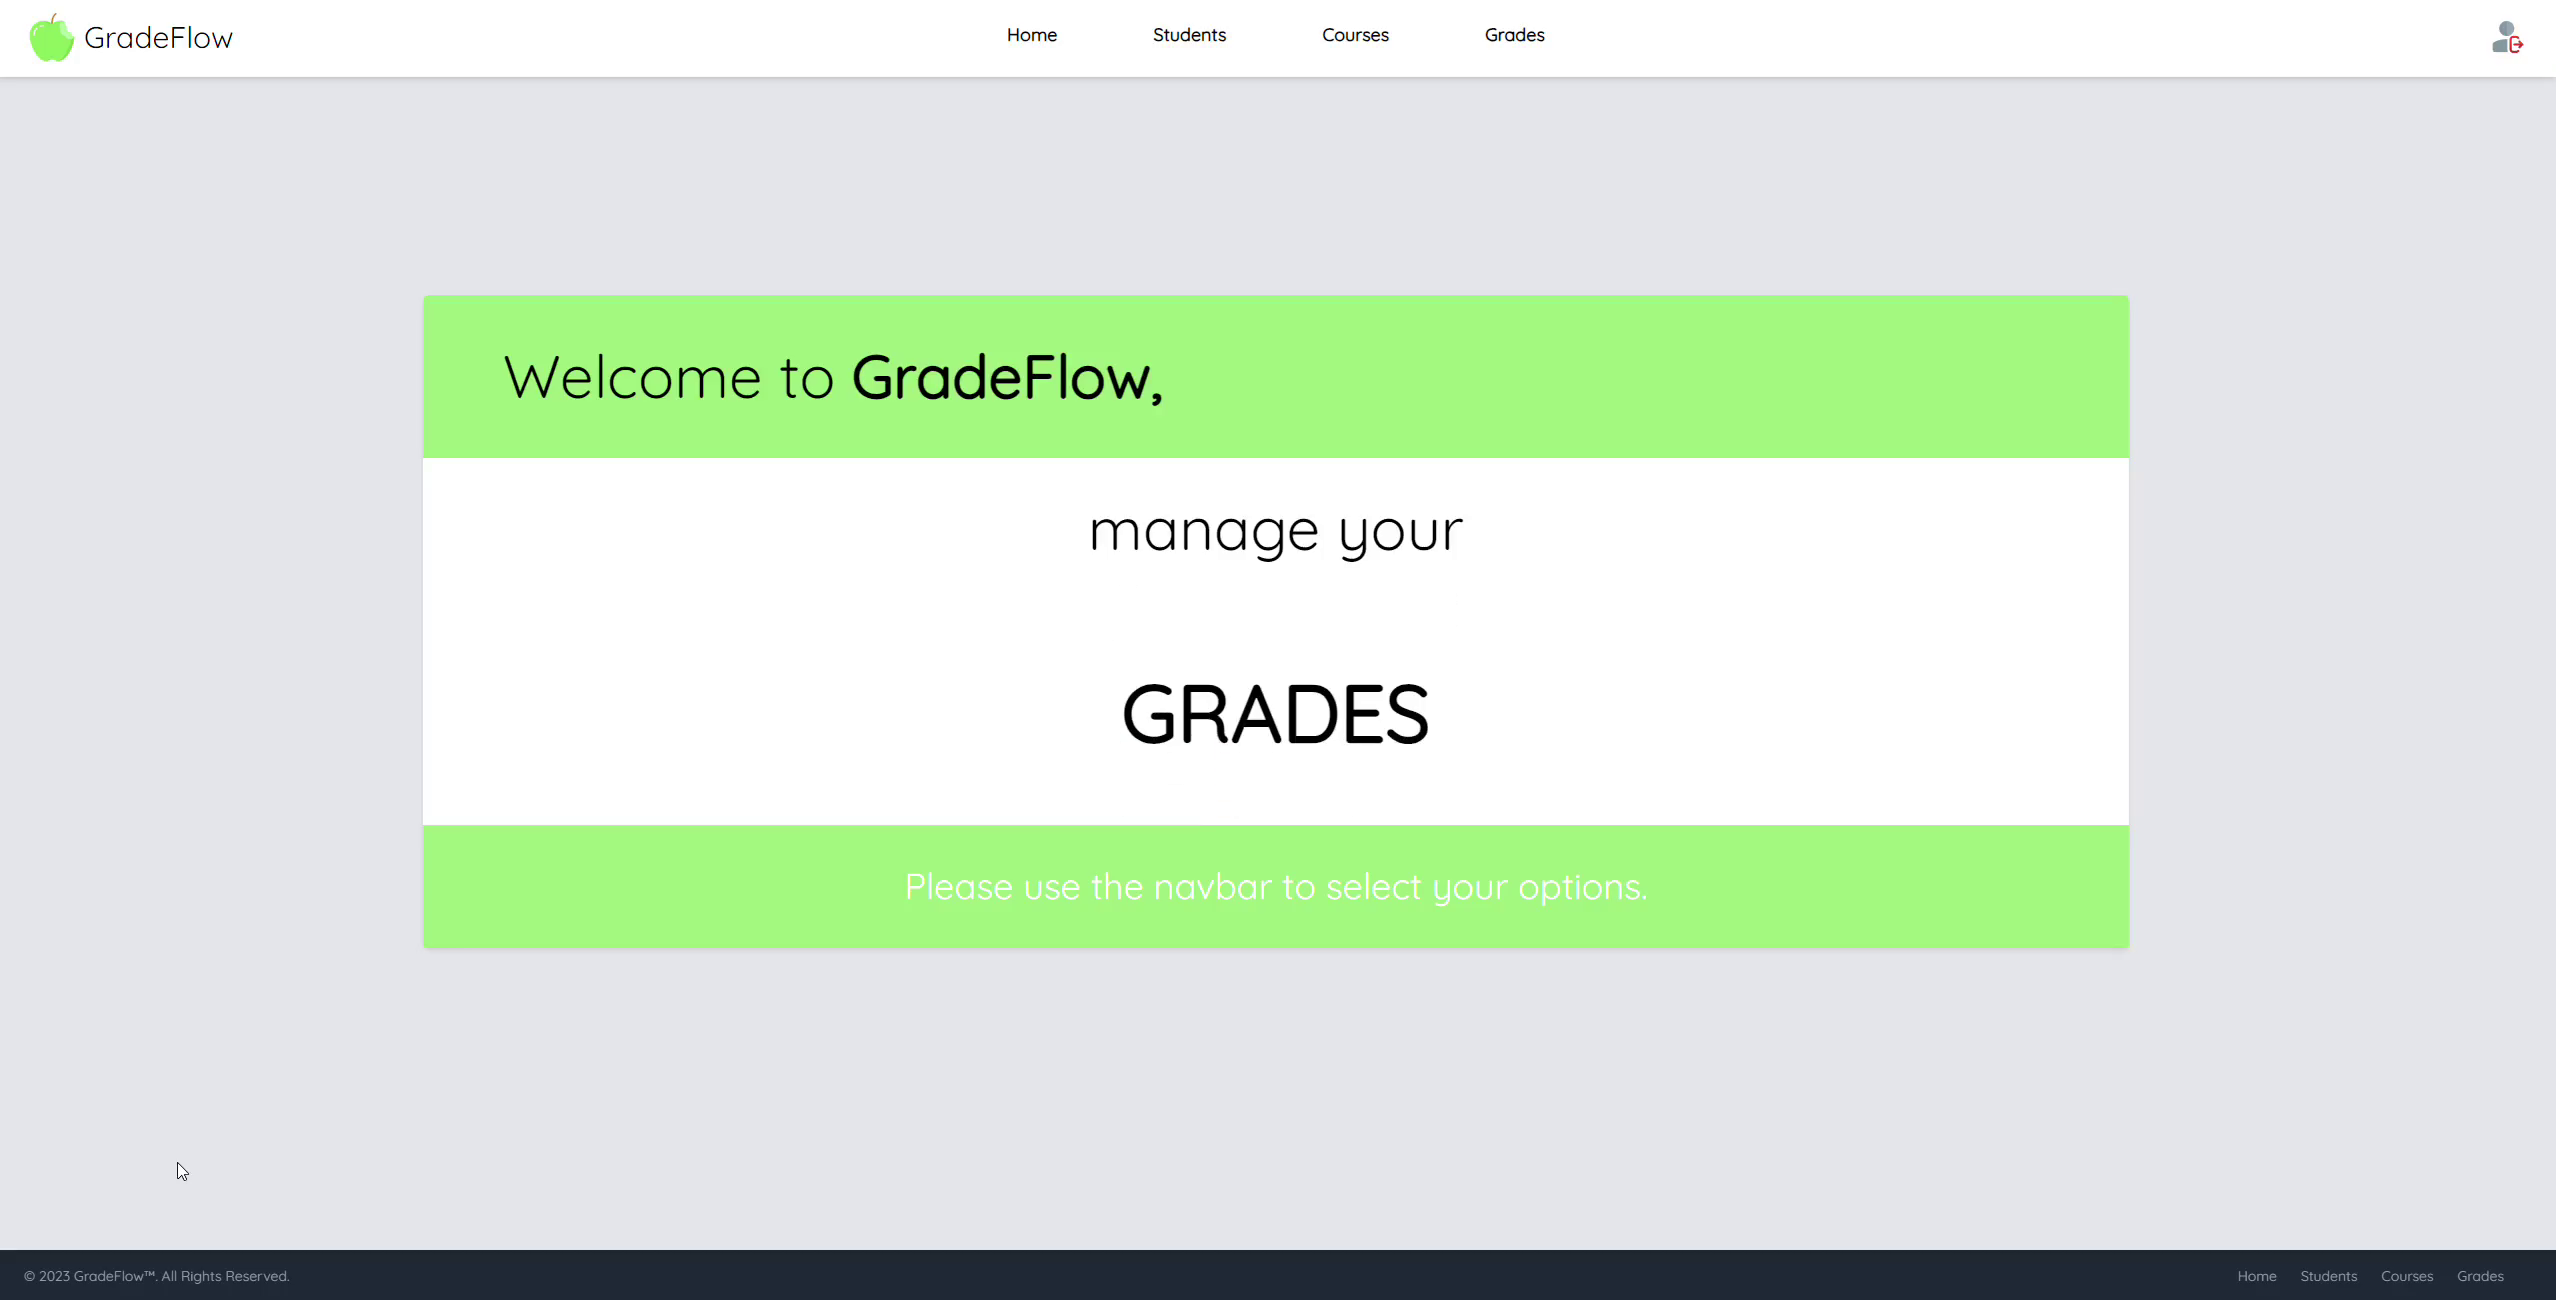 GradeFlow
Home Students Courses Grades
Welcome to GradeFlow,
manage your
GRADES
Please use the navbar to select your options.
© 2023 GradeFlow™. All Rights Reserved.
Home Students Courses Grades